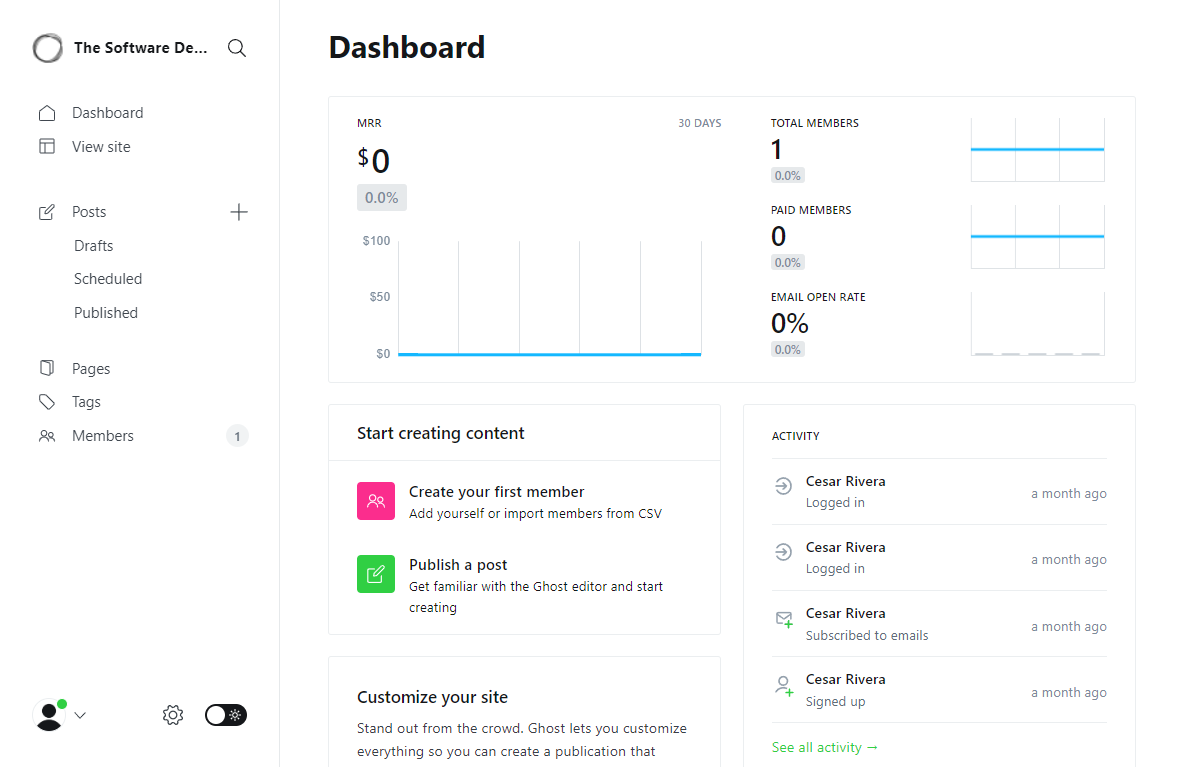 The Software De...
Dashboard
View site
Posts
Drafts
Scheduled
Published
Pages
Tags
Members
1
Dashboard
MRR
30 DAYS
$0
0.0%
$100
$50
$0
TOTAL MEMBERS
1
0.0%
PAID MEMBERS
0
0.0%
EMAIL OPEN RATE
0%
0.0%
Start creating content
Create your first member
Add yourself or import members from CSV
Publish a post
Get familiar with the Ghost editor and start
creating
Customize your site
Stand out from the crowd. Ghost lets you customize
everything so you can create a publication that
ACTIVITY
Cesar Rivera
Logged in
a month ago
Cesar Rivera
Logged in
a month ago
Cesar Rivera
Subscribed to emails
a month ago
Cesar Rivera
Signed up
a month ago
See all activity →